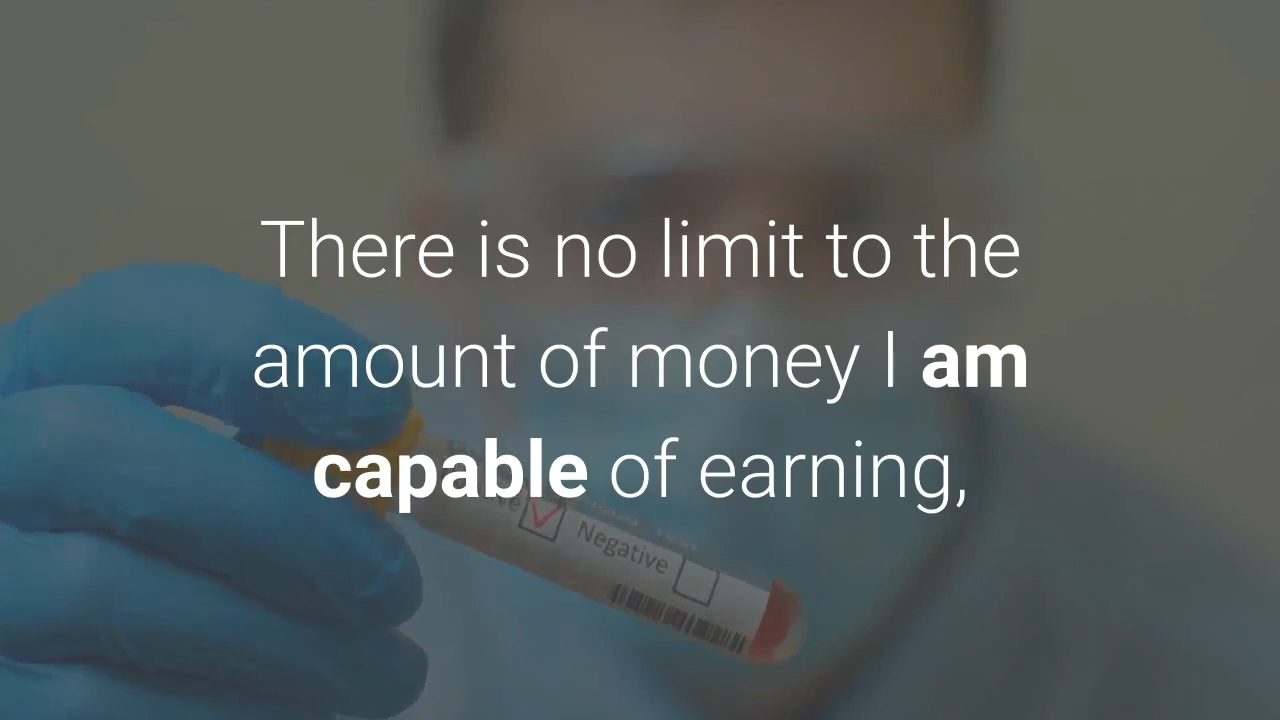 There is no limit to the
amount of money I am
capable of earning,
Negative